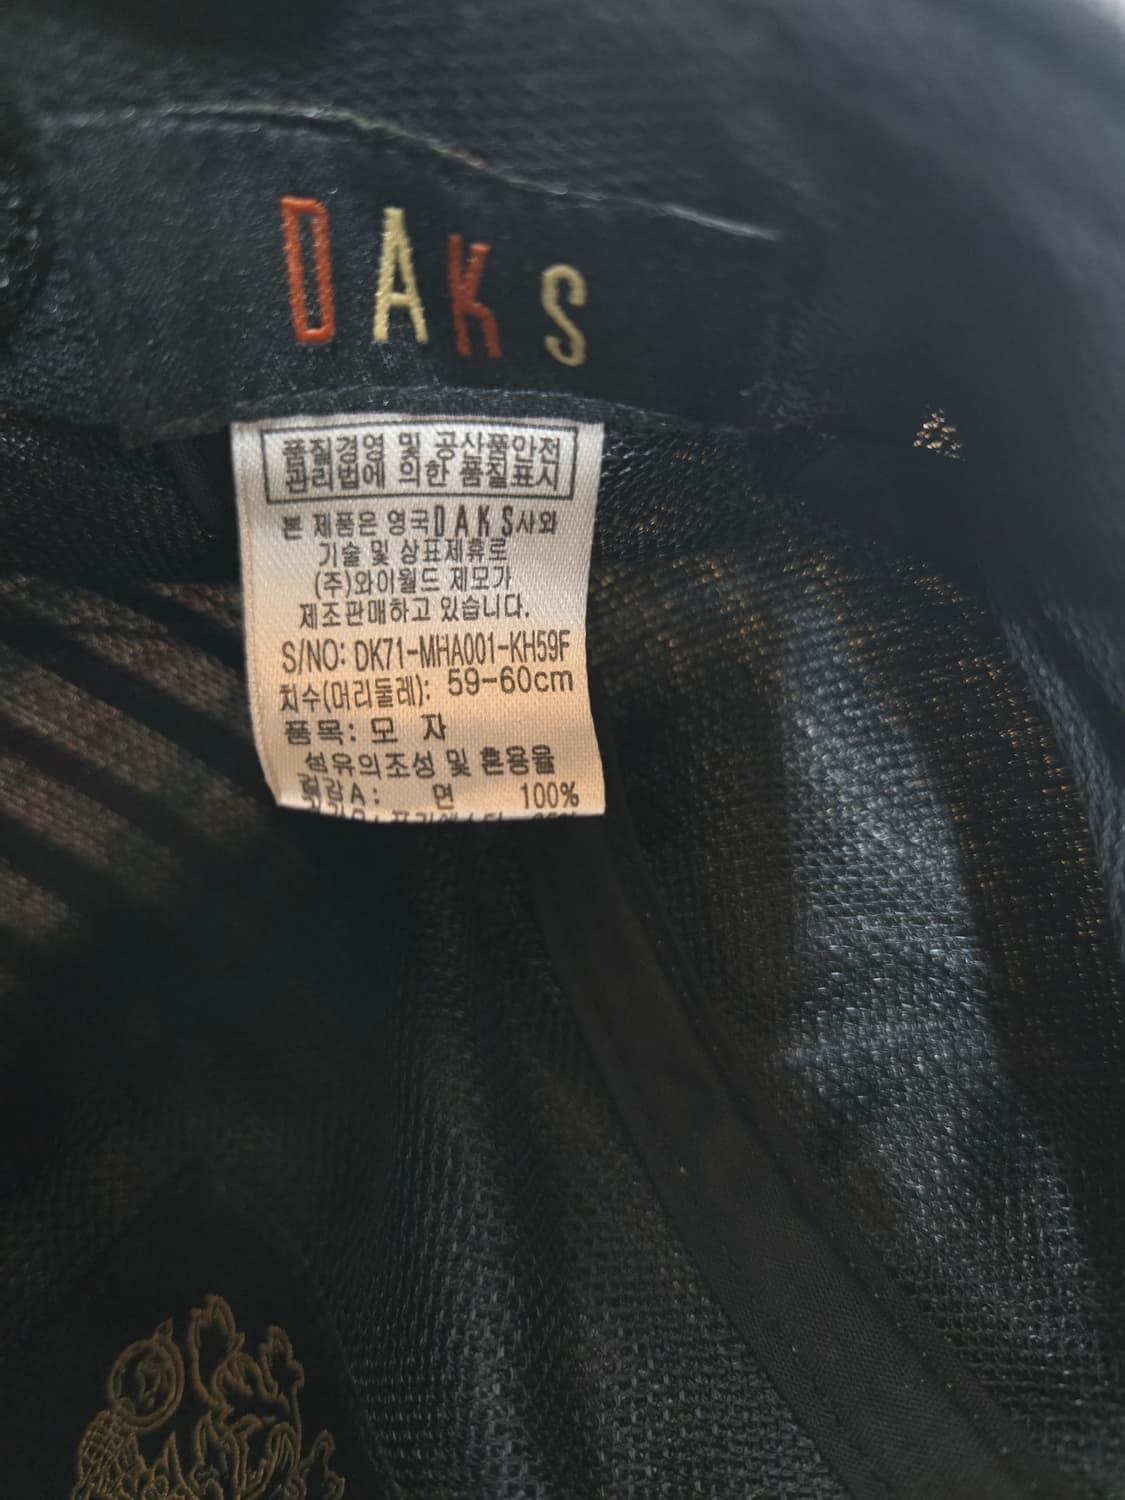 DAKS
품질경영 및 공산품안전
관리법에 의한 품질표시
본 제품은 영국DAKS사와
기술 및 상표제휴로
(주)와이월드 제모가
제조판매하고 있습니다.
S/NO: DK71-MHA001-KH59F
치수(머리둘레): 59-60cm
품목: 모 자
섬유의조성 및 혼용율
겉감A: 면 100%